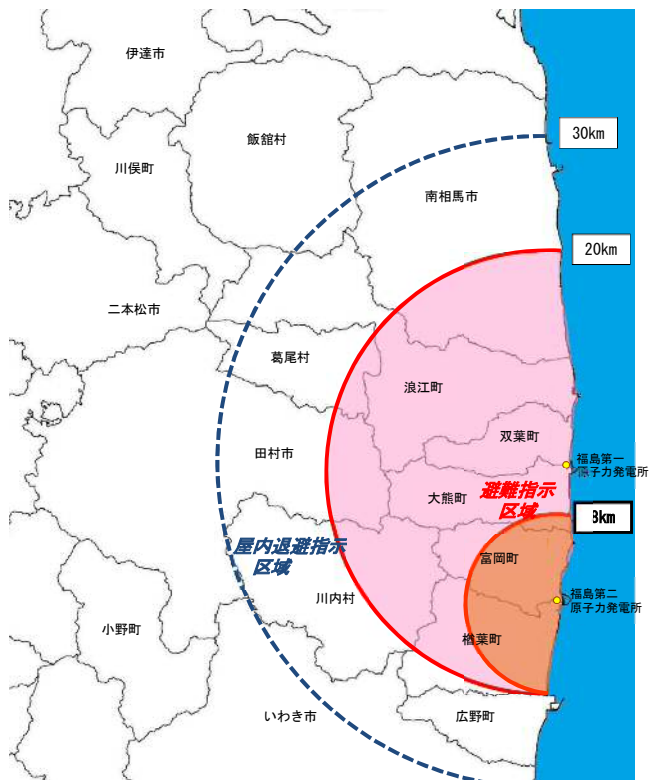 伊達市
30km
飯舘村
川俣町
南相馬市
20km
二本松市
葛尾村
浪江町
双葉町
田村市
福島第一
原子力発電所
大熊町
避難指示
区域
8km
屋内退避指示
区域
富岡町
川内村
福島第二
原子力発電所
小野町
楢葉町
いわき市
広野町